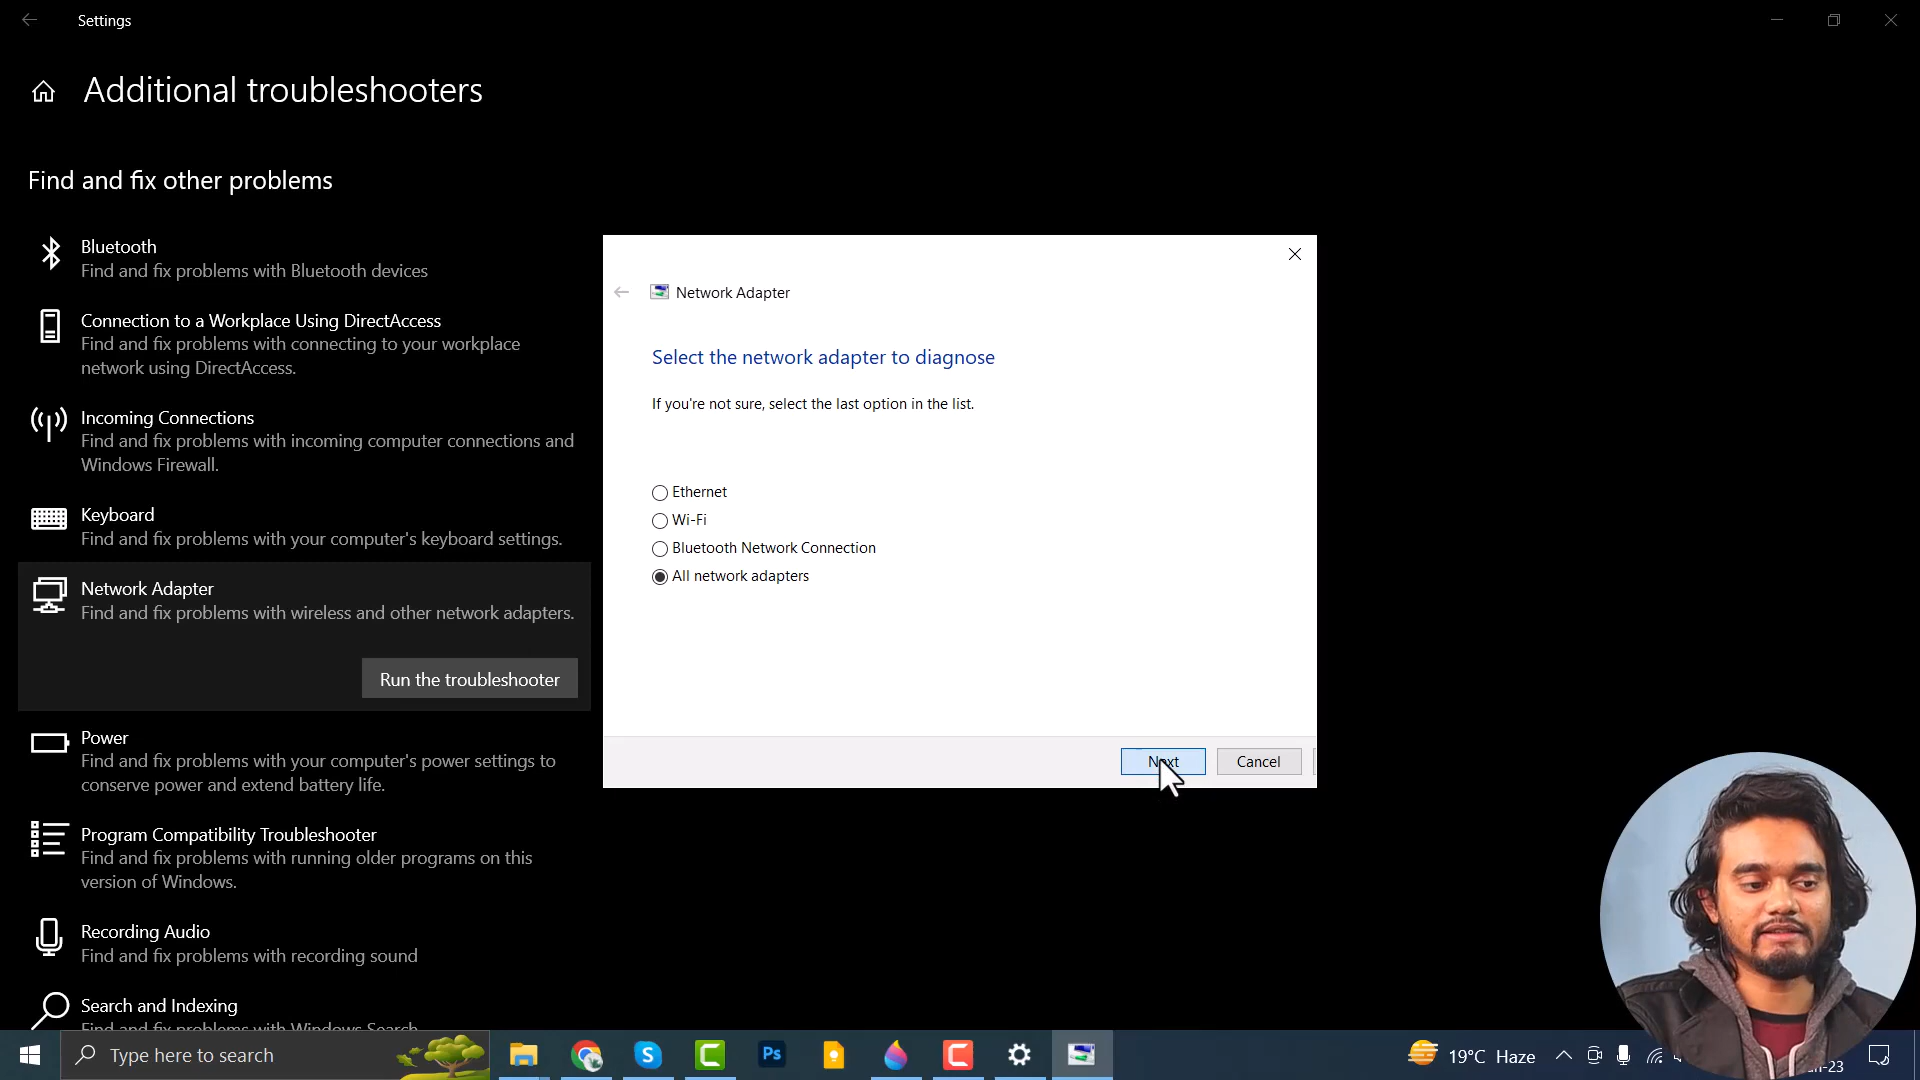 Settings
Additional troubleshooters
Find and fix other problems
Bluetooth
Find and fix problems with Bluetooth devices
Connection to a Workplace Using DirectAccess
Find and fix problems with connecting to your workplace
network using DirectAccess.
Incoming Connections
Find and fix problems with incoming computer connections and
Windows Firewall.
Keyboard
Find and fix problems with your computer's keyboard settings.
Network Adapter
Find and fix problems with wireless and other network adapters.
Run the troubleshooter
Power
Find and fix problems with your computer's power settings to
conserve power and extend battery life.
Program Compatibility Troubleshooter
Find and fix problems with running older programs on this
version of Windows.
Recording Audio
Find and fix problems with recording sound
Search and Indexing
Find and fix problems with Windows Search
Network Adapter
Select the network adapter to diagnose
If you're not sure, select the last option in the list.
Ethernet
Wi-Fi
Bluetooth Network Connection
All network adapters
Next
Cancel
Type here to search
Ps
19°C Haze